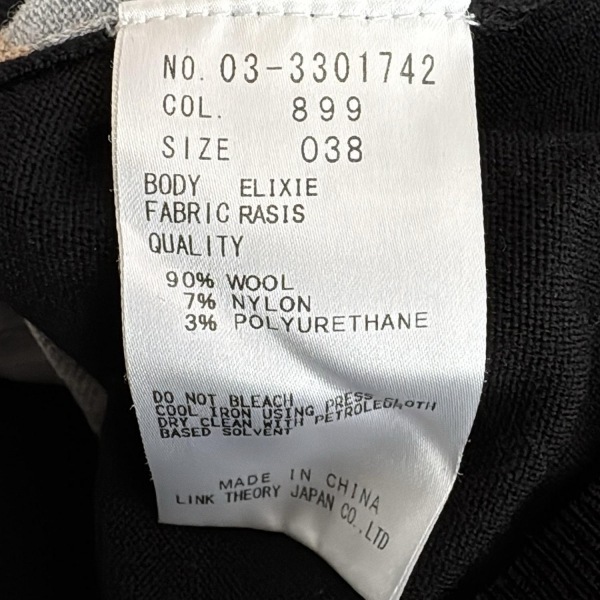 NO. 03-3301742
COL. 899
SIZE 038
BODY ELIXIE
FABRIC RASIS
QUALITY
90% WOOL
7% NYLON
3% POLYURETHANE
DO NOT BLEACH
COOL IRON USING PRESS CLOTH
DRY CLEAN WITH PETROLEUM
BASED SOLVENT
MADE IN CHINA
LINK THEORY JAPAN CO.,LTD